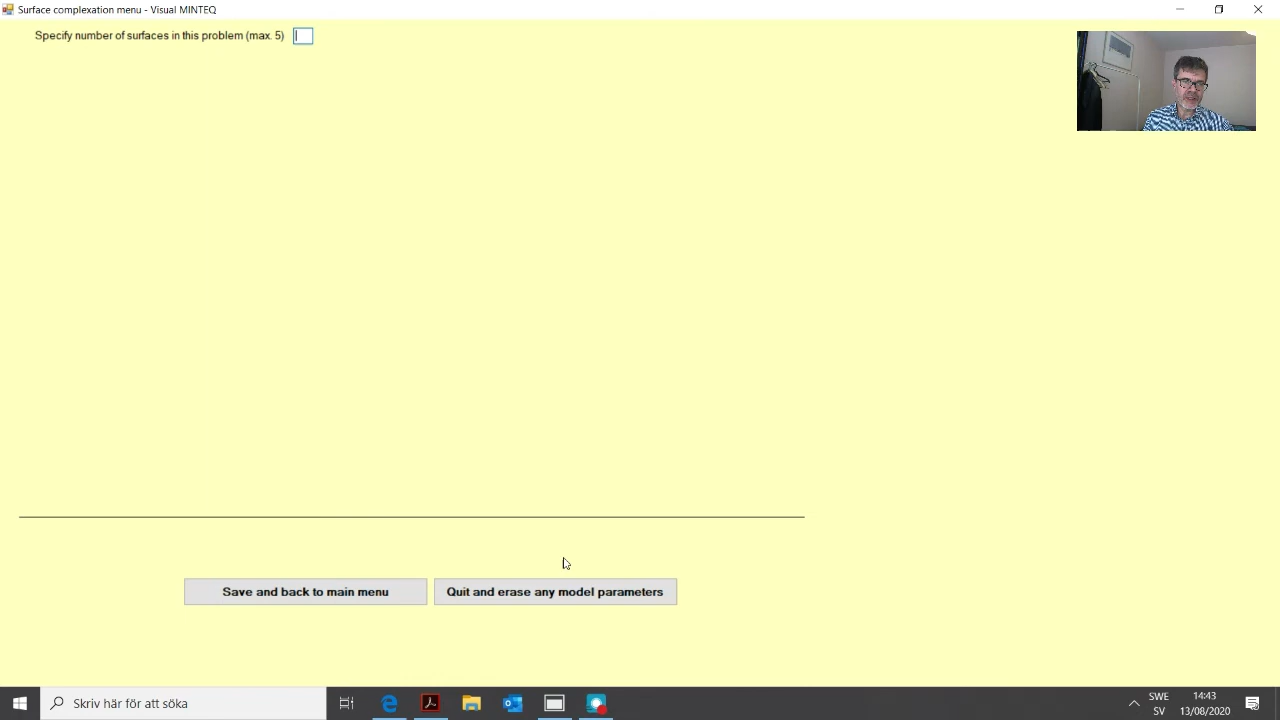 Surface complexation menu - Visual MINTEQ
Specify number of surfaces in this problem (max. 5)
Save and back to main menu
Quit and erase any model parameters
Skriv här för att söka
SWE
SV
14:43
13/08/2020